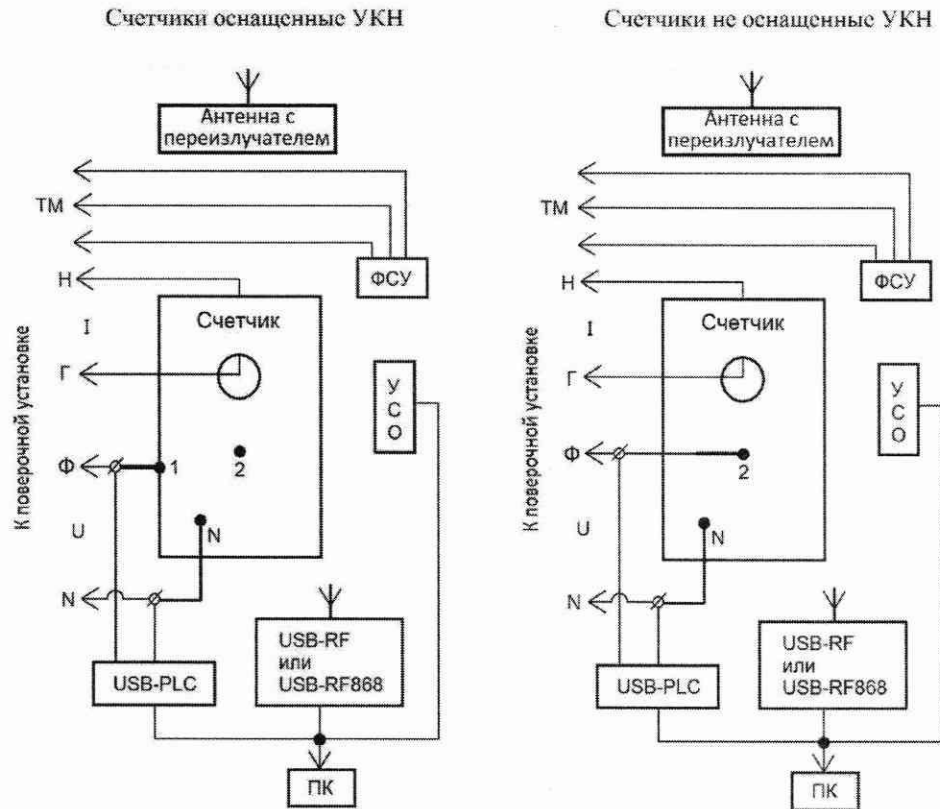 Счетчики оснащенные УКН
Антенна с
переизлучателем
ТМ
ФСУ
Н
Счетчик
I
Г
У
С
О
К поверочной установке
Ф
1
2
U
N
N
USB-RF
или
USB-RF868
USB-PLC
ПК
Счетчики не оснащенные УКН
Антенна с
переизлучателем
ТМ
ФСУ
Н
Счетчик
I
Г
У
С
О
К поверочной установке
Ф
2
U
N
N
USB-RF
или
USB-RF868
USB-PLC
ПК